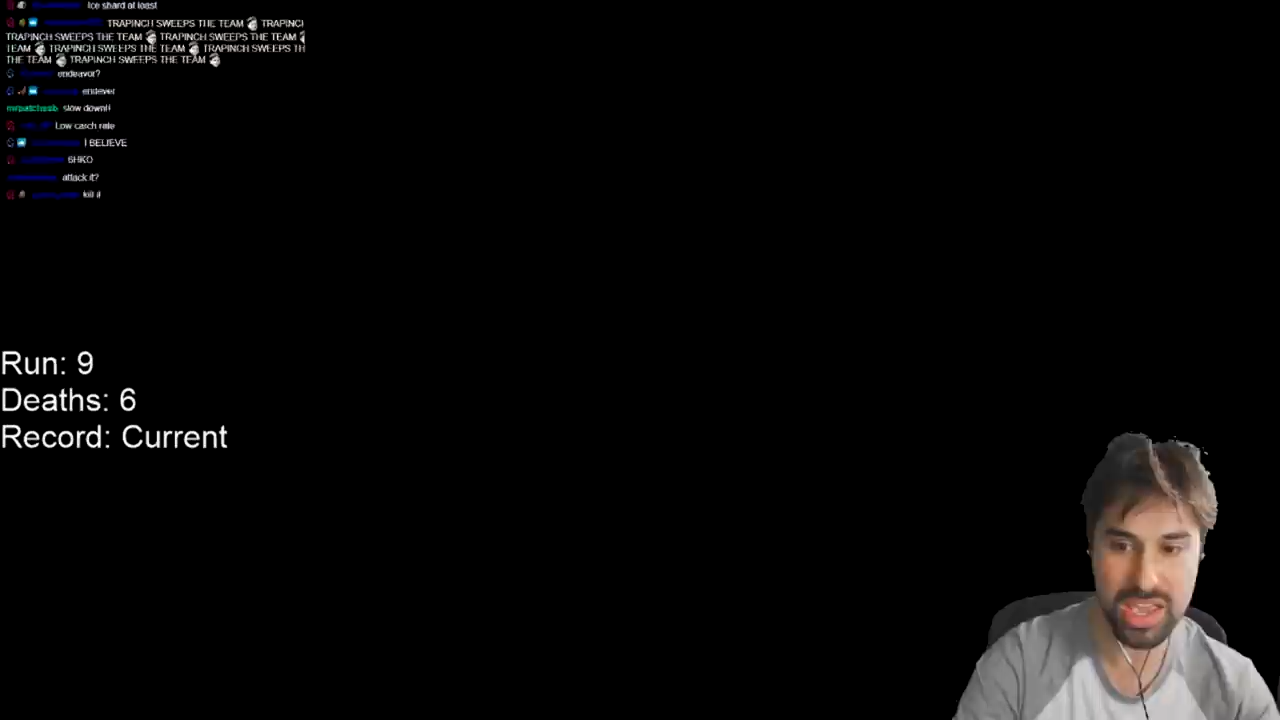 Ice shard at least
TRAPINCH SWEEPS THE TEAM TRAPINCH
TRAPINCH SWEEPS THE TEAM TRAPINCH SWEEPS THE TEAM
TEAM TRAPINCH SWEEPS THE TEAM TRAPINCH SWEEPS TH
THE TEAM TRAPINCH SWEEPS THE TEAM
endeavor?
endever
slow down!!
Low catch rate
I BELIEVE
6HKO
attack it?
kill it
Run: 9
Deaths: 6
Record: Current